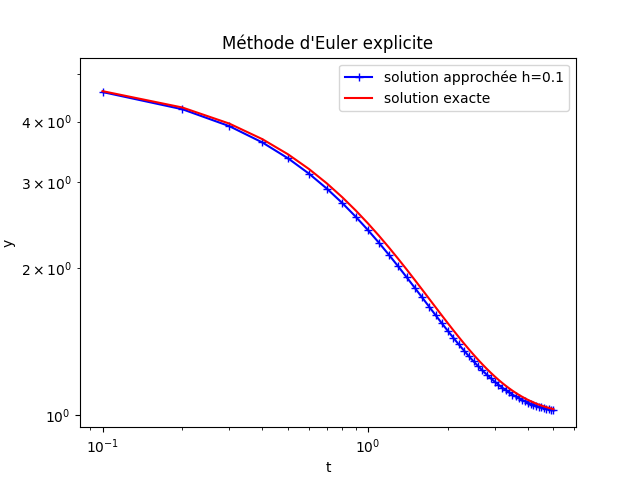 Méthode d'Euler explicite
solution approchée h=0.1
solution exacte
4 × 10⁰
3 × 10⁰
2 × 10⁰
10⁰
y
10⁻¹
10⁰
t